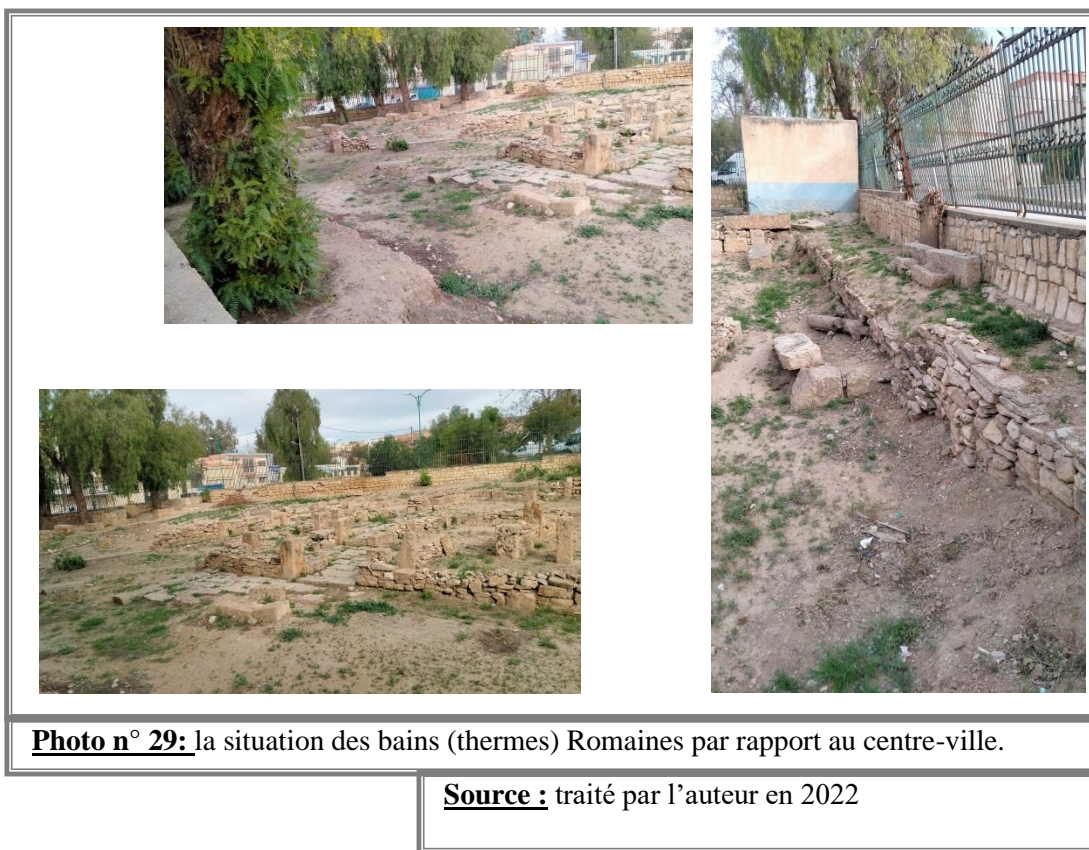 Photo n° 29: la situation des bains (thermes) Romaines par rapport au centre-ville.
Source : traité par l’auteur en 2022